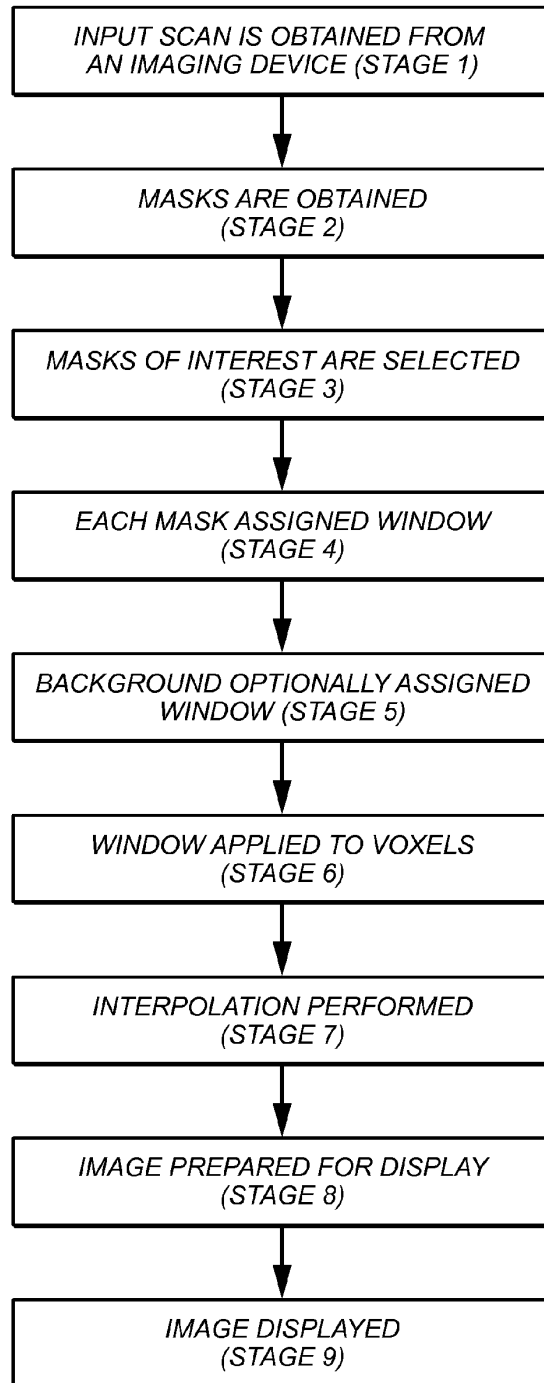 INPUT SCAN IS OBTAINED FROM
AN IMAGING DEVICE (STAGE 1)
MASKS ARE OBTAINED
(STAGE 2)
MASKS OF INTEREST ARE SELECTED
(STAGE 3)
EACH MASK ASSIGNED WINDOW
(STAGE 4)
BACKGROUND OPTIONALLY ASSIGNED
WINDOW (STAGE 5)
WINDOW APPLIED TO VOXELS
(STAGE 6)
INTERPOLATION PERFORMED
(STAGE 7)
IMAGE PREPARED FOR DISPLAY
(STAGE 8)
IMAGE DISPLAYED
(STAGE 9)